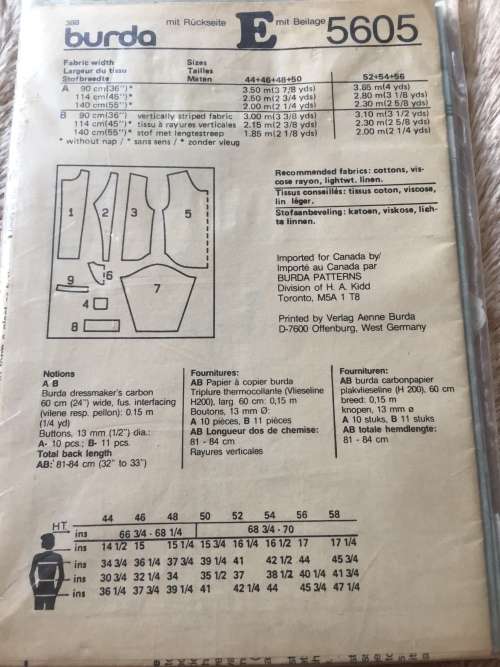 388
burda mit Rückseite E mit Beilage 5605
Fabric width Sizes
Largeur du tissu Tailles
Stofbreedte Maten 44+46+48+50 52+54+56
A 90 cm(36")* 3.50 m(3 7/8 yds) 3.65 m(4 yds)
114 cm(45")* 2.50 m(2 3/4 yds) 2.80 m(3 1/8 yds)
140 cm(55")* 2.00 m(2 1/4 yds) 2.30 m(2 5/8 yds)
B 90 cm(36") vertically striped fabric 3.00 m(3 3/8 yds) 3.10 m(3 1/2 yds)
114 cm(45")* tissu à rayures verticales 2.15 m(2 3/8 yds) 2.30 m(2 5/8 yds)
140 cm(55")* stof met lengtestreep 1.85 m(2 1/8 yds) 2.00 m(2 1/4 yds)
* without nap / * sans sens / * zonder vleug
1 2 3 5
6
9
4 7
8
Recommended fabrics: cottons, vis-
cose rayon, lightwt. linen.
Tissus conseillés: tissus coton, viscose,
lin léger.
Stofaanbeveling: katoen, viskose, lich-
te linnen.
Imported for Canada by/
Importé au Canada par
BURDA PATTERNS
Division of H. A. Kidd
Toronto, M5A 1 T8
Printed by Verlag Aenne Burda
D-7600 Offenburg, West Germany
Notions
A B
Burda dressmaker's carbon
60 cm (24") wide, fus. interfacing
(vilene resp. pellon): 0.15 m
(1/4 yd)
Buttons, 13 mm (1/2") dia.:
A- 10 pcs.; B- 11 pcs.
Total back length
AB: 81-84 cm (32" to 33")
Fournitures:
AB Papier à copier burda
Triplure thermocollante (Vlieseline
H200), larg. 60 cm: 0,15 m
Boutons, 13 mm Ø:
A 10 pièces, B 11 pièces
AB Longueur dos de chemise:
81 - 84 cm
Rayures verticales
Fournituren:
AB burda carbonpapier
plakvlieseline (H 200), 60 cm
breed: 0,15 m
knopen, 13 mm ø
A 10 stuks, B 11 stuks
AB totale hemdlengte:
81 - 84 cm
44 46 48 50 52 54 56 58
H.T. ins 66 3/4 - 68 1/4 68 3/4 - 70
ins 14 1/2 15 15 1/4 15 3/4 16 1/4 16 1/2 17 17 1/4
ins 34 3/4 36 1/4 37 3/4 39 1/4 41 42 1/2 44 45 3/4
ins 30 3/4 32 1/4 34 35 1/2 37 38 1/2 40 1/4 41 3/4
ins 36 1/4 37 3/4 39 1/4 41 42 1/4 44 45 3/4 47 1/4